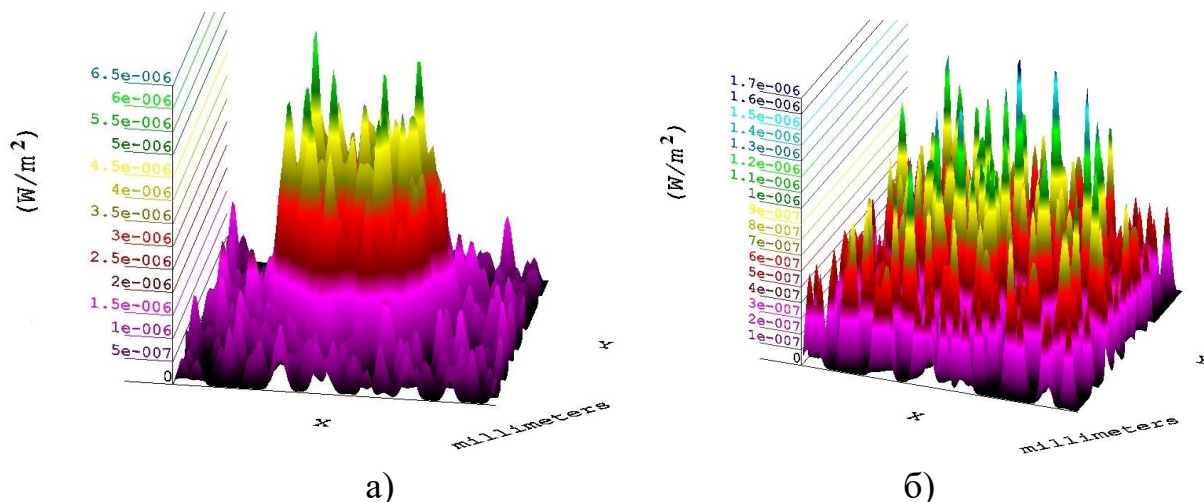 (W/m²)
6.5e-006
6e-006
5.5e-006
5e-006
4.5e-006
4e-006
3.5e-006
3e-006
2.5e-006
2e-006
1.5e-006
1e-006
5e-007
0
X
Y
millimeters
а)
(W/m²)
1.7e-006
1.6e-006
1.5e-006
1.4e-006
1.3e-006
1.2e-006
1.1e-006
1e-006
9e-007
8e-007
7e-007
6e-007
5e-007
4e-007
3e-007
2e-007
1e-007
0
X
Y
millimeters
б)